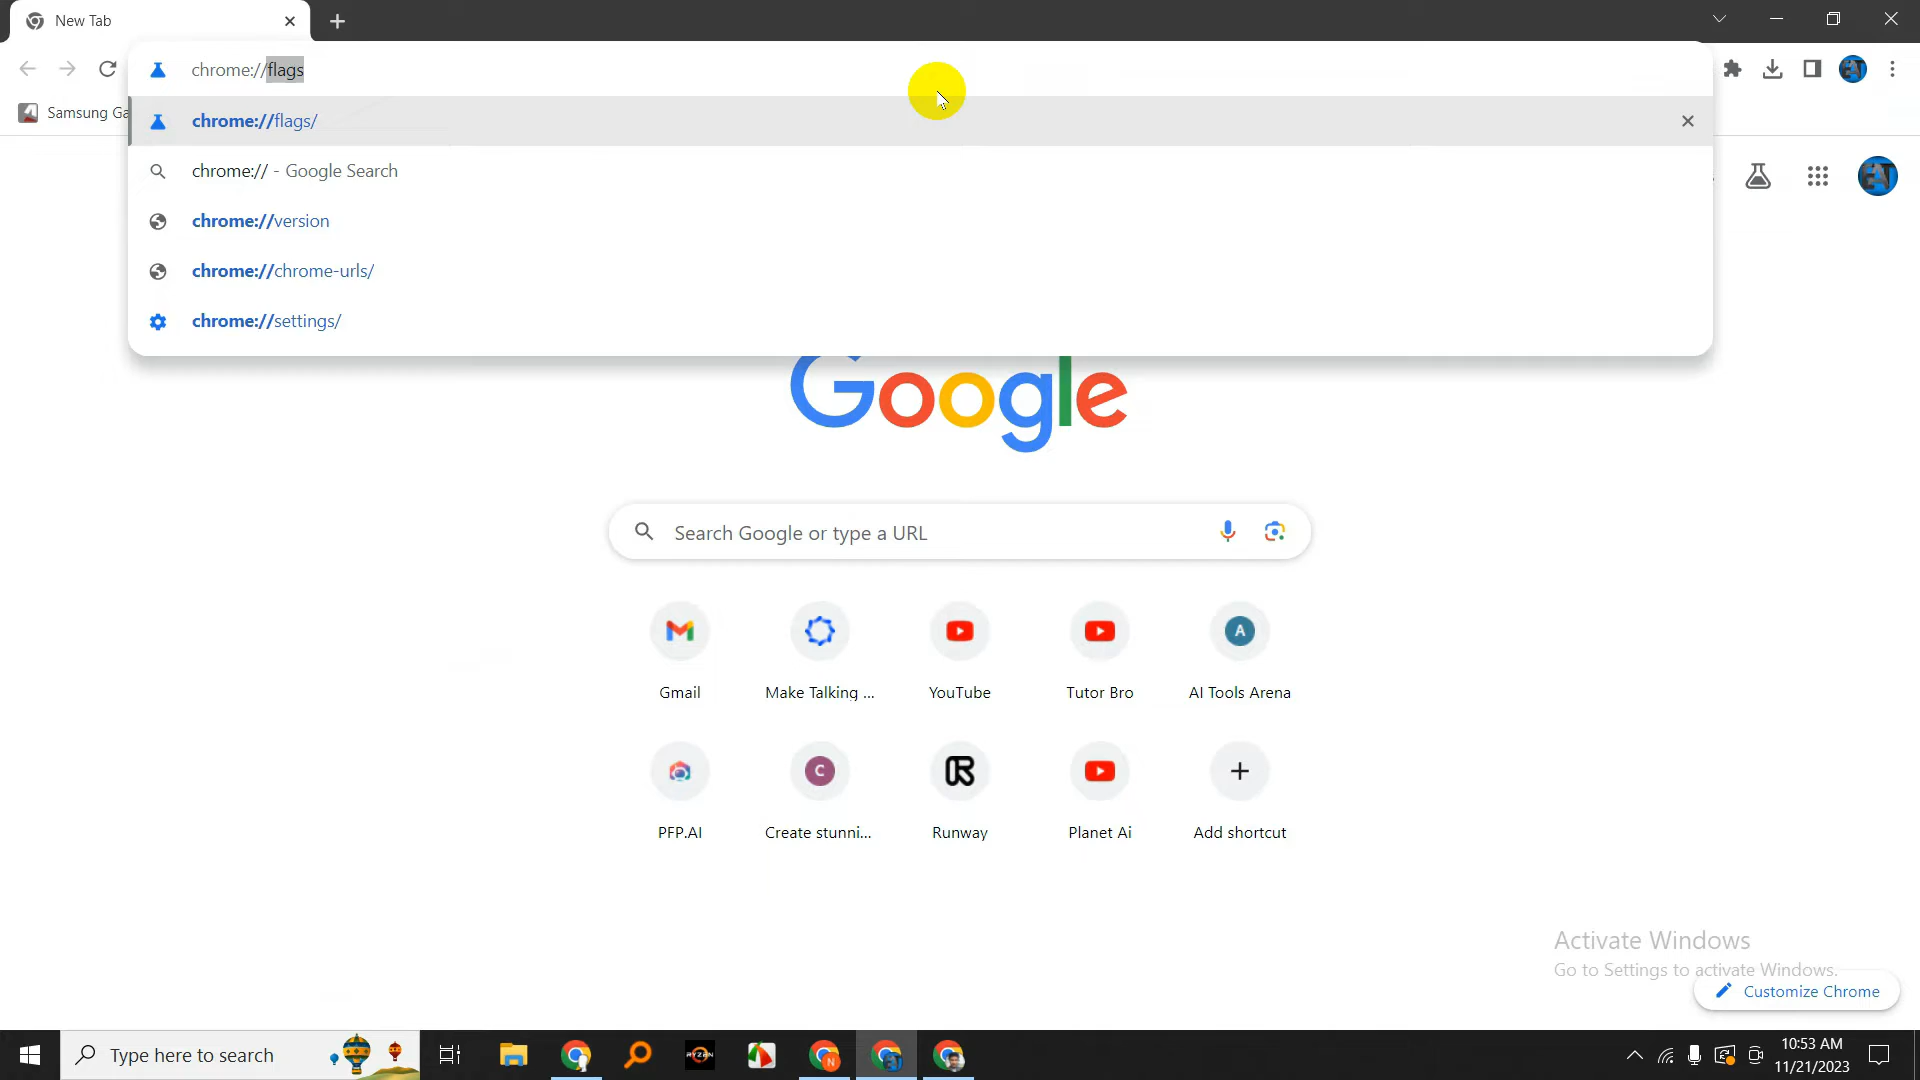 New Tab
chrome://flags
Samsung Ga
chrome://flags/
chrome:// - Google Search
chrome://version
chrome://chrome-urls/
chrome://settings/
Google
Search Google or type a URL
Gmail
Make Talking ...
YouTube
Tutor Bro
AI Tools Arena
A
C
PFP.AI
Create stunni...
Runway
Planet Ai
Add shortcut
Activate Windows
Go to Settings to activate Windows.
Customize Chrome
Type here to search
RYZEN
N
10:53 AM
11/21/2023